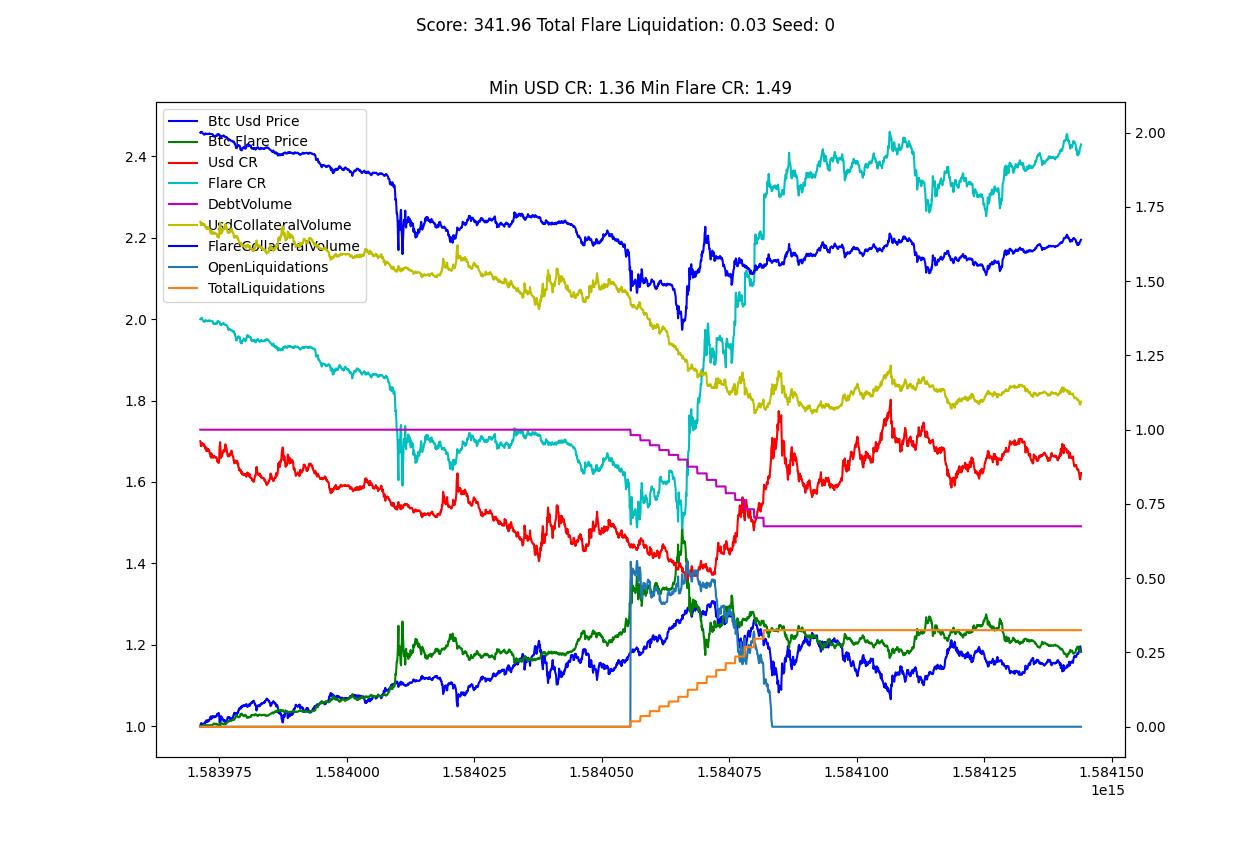 Score: 341.96 Total Flare Liquidation: 0.03 Seed: 0
Min USD CR: 1.36 Min Flare CR: 1.49
Btc Usd Price
Btc Flare Price
Usd CR
Flare CR
DebtVolume
UsdCollateralVolume
FlareCollateralVolume
OpenLiquidations
TotalLiquidations
2.4
2.2
2.0
1.8
1.6
1.4
1.2
1.0
2.00
1.75
1.50
1.25
1.00
0.75
0.50
0.25
0.00
1.583975 1.584000 1.584025 1.584050 1.584075 1.584100 1.584125 1.584150
1e15